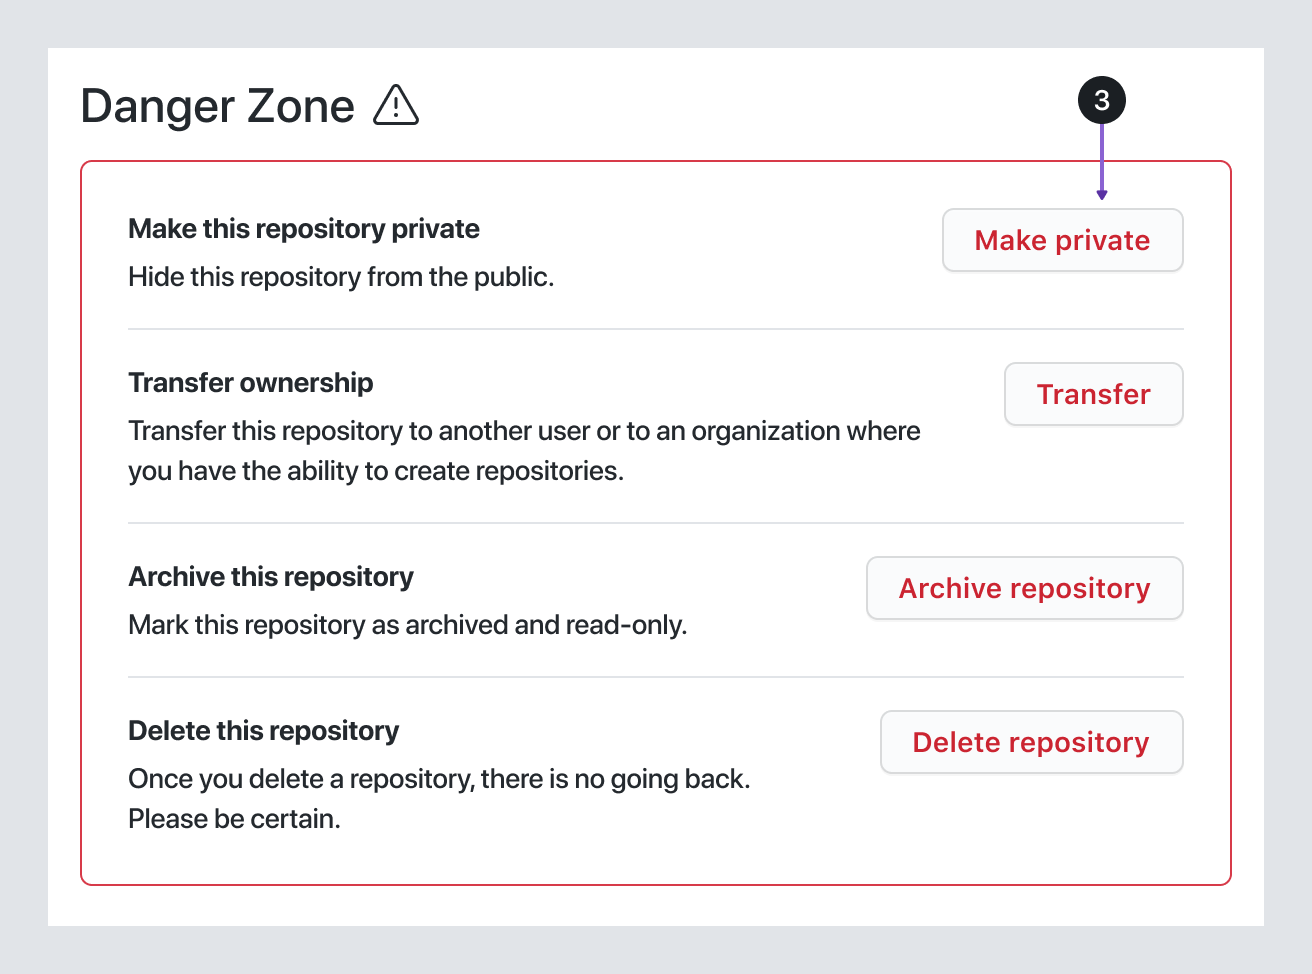 Danger Zone
3
Make this repository private
Make private
Hide this repository from the public.
Transfer ownership
Transfer
Transfer this repository to another user or to an organization where
you have the ability to create repositories.
Archive this repository
Archive repository
Mark this repository as archived and read-only.
Delete this repository
Delete repository
Once you delete a repository, there is no going back.
Please be certain.